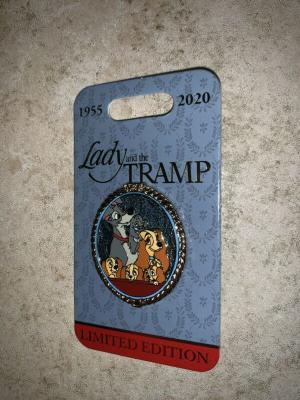 1955 2020
Lady and the
TRAMP
LIMITED EDITION